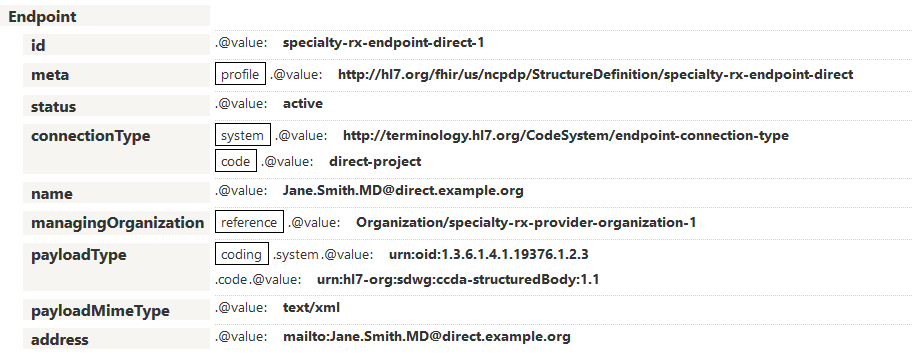 Endpoint
id .@value: specialty-rx-endpoint-direct-1
meta profile .@value: http://hl7.org/fhir/us/ncpdp/StructureDefinition/specialty-rx-endpoint-direct
status .@value: active
connectionType system .@value: http://terminology.hl7.org/CodeSystem/endpoint-connection-type
code .@value: direct-project
name .@value: Jane.Smith.MD@direct.example.org
managingOrganization reference .@value: Organization/specialty-rx-provider-organization-1
payloadType coding .system.@value: urn:oid:1.3.6.1.4.1.19376.1.2.3
.code.@value: urn:hl7-org:sdwg:ccda-structuredBody:1.1
payloadMimeType .@value: text/xml
address .@value: mailto:Jane.Smith.MD@direct.example.org